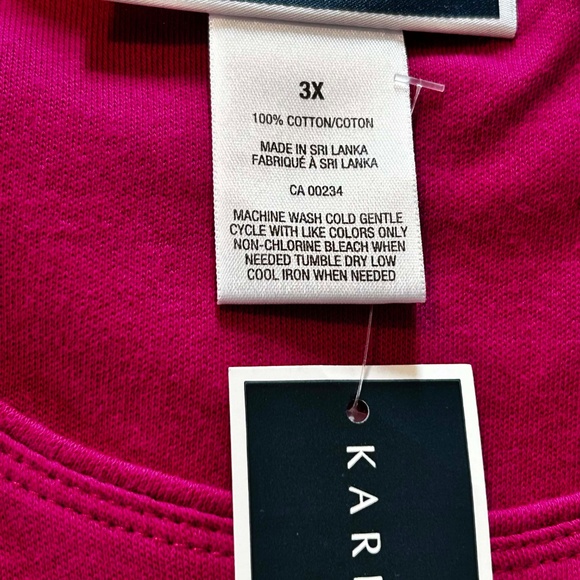 3X
100% COTTON/COTON
MADE IN SRI LANKA
FABRIQUÉ À SRI LANKA
CA 00234
MACHINE WASH COLD GENTLE
CYCLE WITH LIKE COLORS ONLY
NON-CHLORINE BLEACH WHEN
NEEDED TUMBLE DRY LOW
COOL IRON WHEN NEEDED